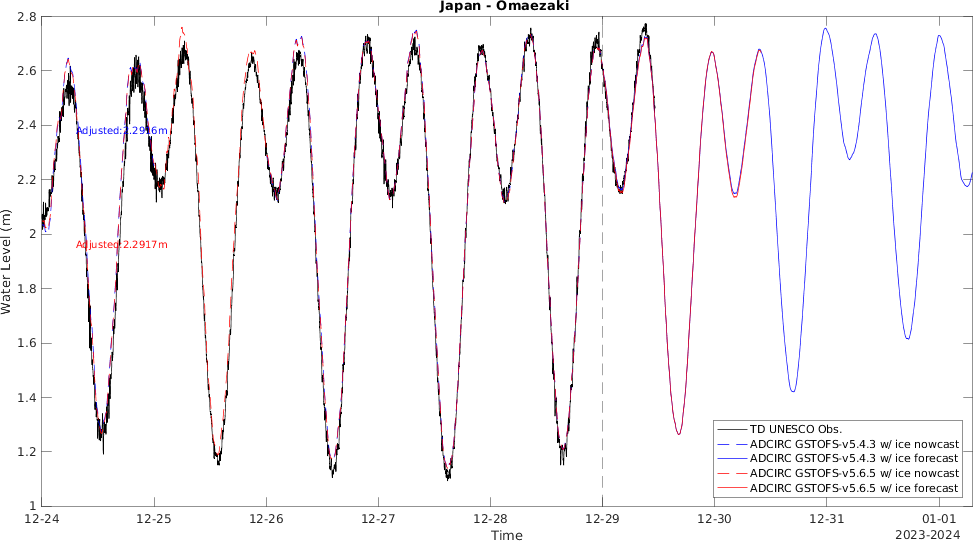 Japan - Omaezaki
2.8
2.6
2.4
2.2
2
1.8
1.6
1.4
1.2
1
Water Level (m)
Adjusted:2.2916m
Adjusted:2.2917m
TD UNESCO Obs.
ADCIRC GSTOFS-v5.4.3 w/ ice nowcast
ADCIRC GSTOFS-v5.4.3 w/ ice forecast
ADCIRC GSTOFS-v5.6.5 w/ ice nowcast
ADCIRC GSTOFS-v5.6.5 w/ ice forecast
12-24 12-25 12-26 12-27 12-28 12-29 12-30 12-31 01-01
Time
2023-2024